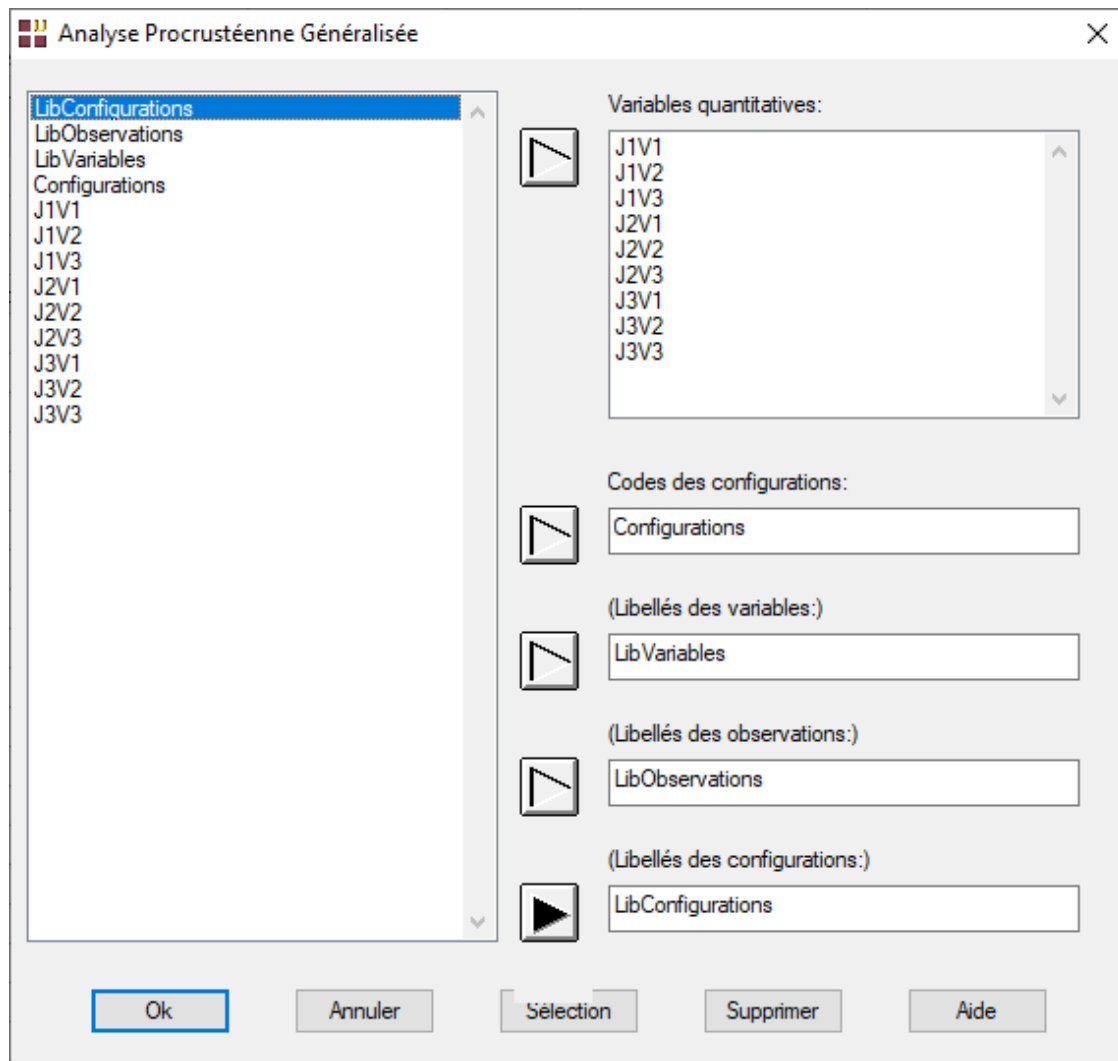 Analyse Procrustéenne Généralisée
LibConfigurations
LibObservations
LibVariables
Configurations
J1V1
J1V2
J1V3
J2V1
J2V2
J2V3
J3V1
J3V2
J3V3
Variables quantitatives:
J1V1
J1V2
J1V3
J2V1
J2V2
J2V3
J3V1
J3V2
J3V3
Codes des configurations:
Configurations
(Libellés des variables:)
LibVariables
(Libellés des observations:)
LibObservations
(Libellés des configurations:)
LibConfigurations
Ok Annuler Sélection Supprimer Aide